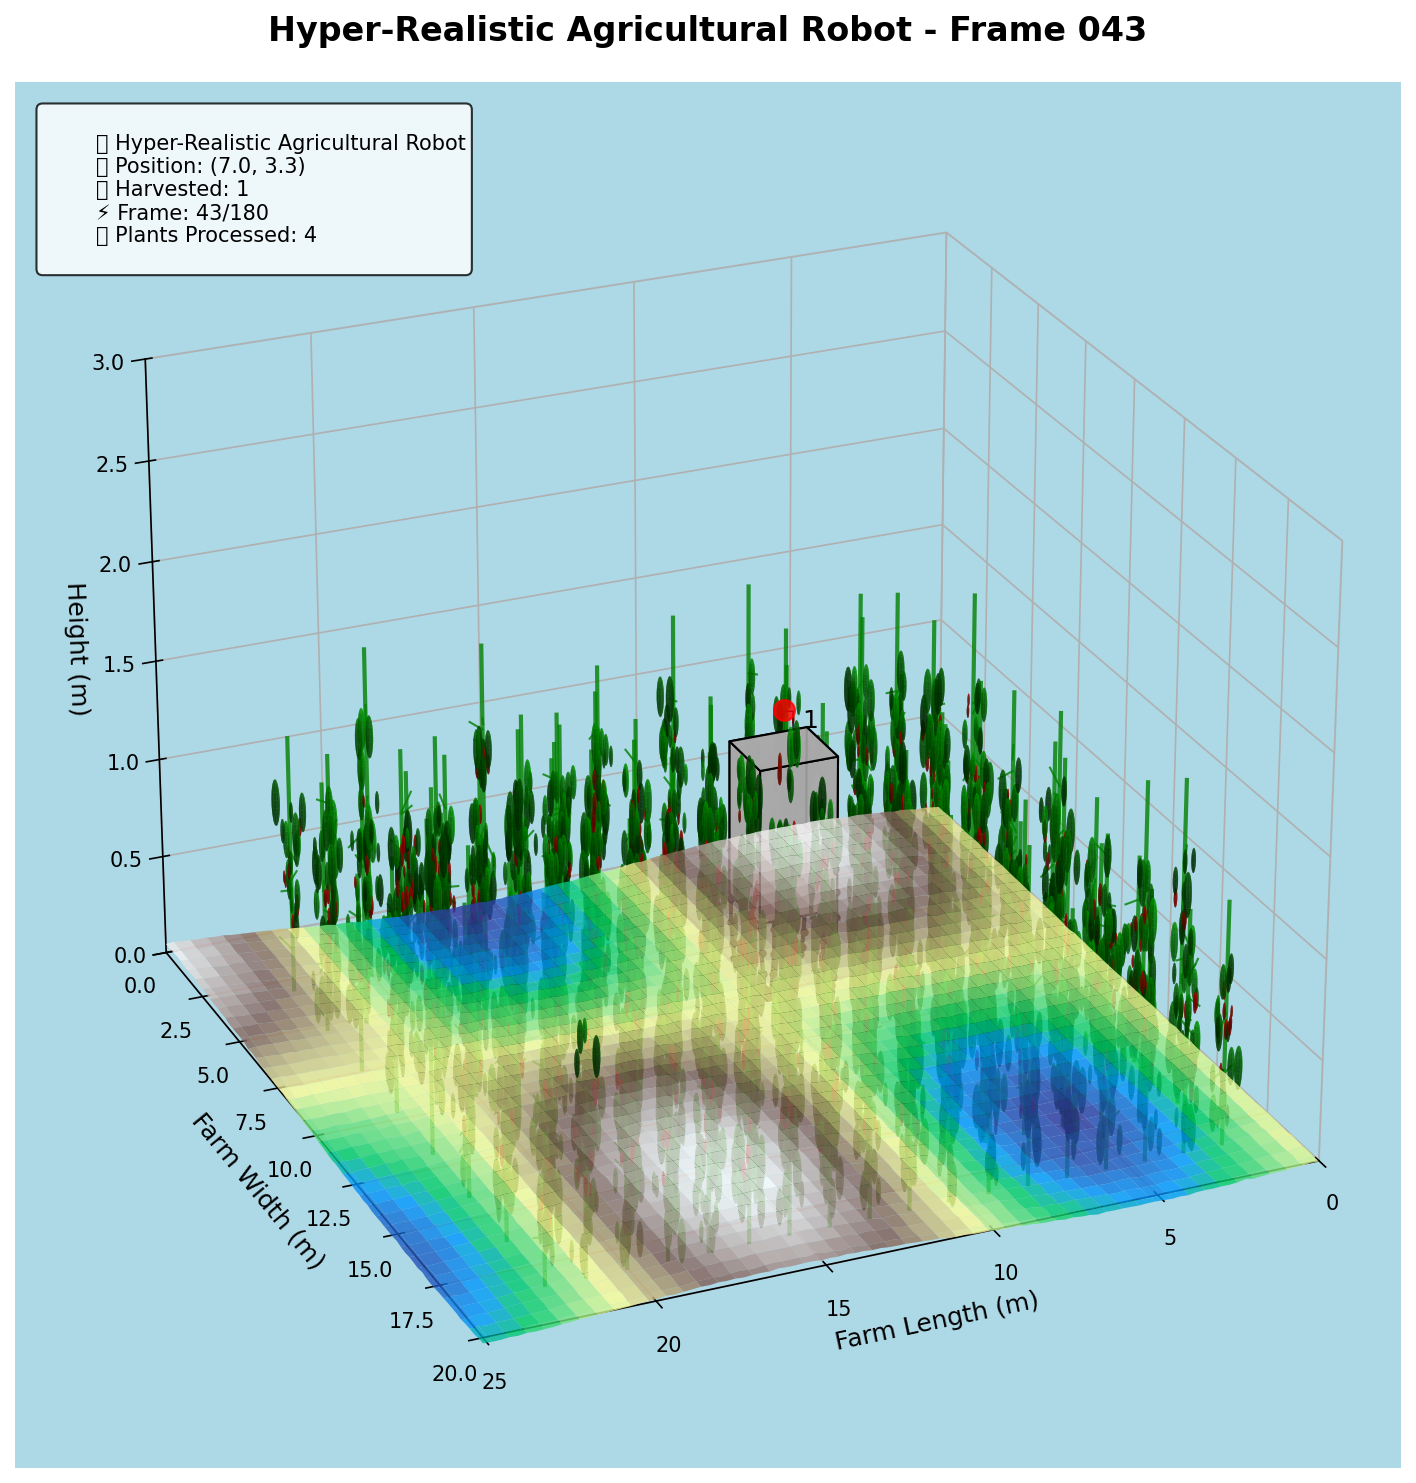 Hyper-Realistic Agricultural Robot - Frame 043
Hyper-Realistic Agricultural Robot
Position: (7.0, 3.3)
Harvested: 1
⚡ Frame: 43/180
Plants Processed: 4
3.0
2.5
2.0
1.5
1.0
0.5
0.0
Height (m)
1
0.0
2.5
5.0
7.5
10.0
12.5
15.0
17.5
20.0
Farm Width (m)
25
20
15
10
5
0
Farm Length (m)